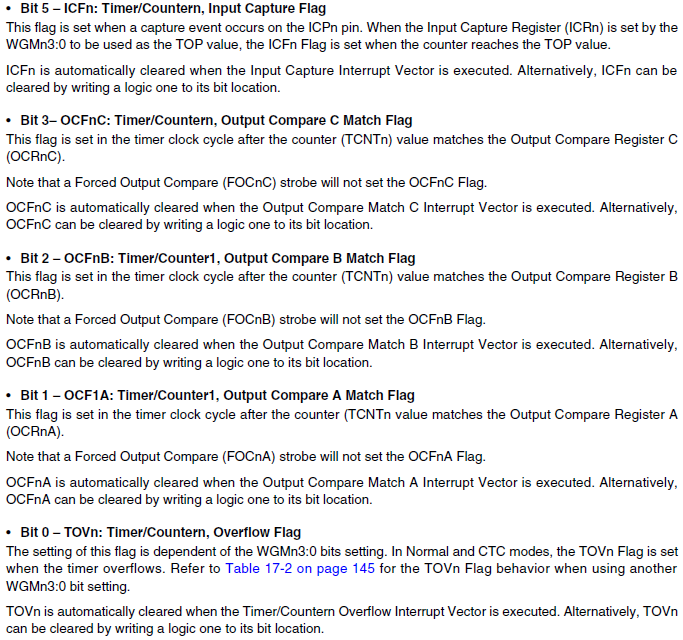 • Bit 5 – ICFn: Timer/Countern, Input Capture Flag
This flag is set when a capture event occurs on the ICPn pin. When the Input Capture Register (ICRn) is set by the
WGMn3:0 to be used as the TOP value, the ICFn Flag is set when the counter reaches the TOP value.
ICFn is automatically cleared when the Input Capture Interrupt Vector is executed. Alternatively, ICFn can be
cleared by writing a logic one to its bit location.
• Bit 3– OCFnC: Timer/Countern, Output Compare C Match Flag
This flag is set in the timer clock cycle after the counter (TCNTn) value matches the Output Compare Register C
(OCRnC).
Note that a Forced Output Compare (FOCnC) strobe will not set the OCFnC Flag.
OCFnC is automatically cleared when the Output Compare Match C Interrupt Vector is executed. Alternatively,
OCFnC can be cleared by writing a logic one to its bit location.
• Bit 2 – OCFnB: Timer/Counter1, Output Compare B Match Flag
This flag is set in the timer clock cycle after the counter (TCNTn) value matches the Output Compare Register B
(OCRnB).
Note that a Forced Output Compare (FOCnB) strobe will not set the OCFnB Flag.
OCFnB is automatically cleared when the Output Compare Match B Interrupt Vector is executed. Alternatively,
OCFnB can be cleared by writing a logic one to its bit location.
• Bit 1 – OCF1A: Timer/Counter1, Output Compare A Match Flag
This flag is set in the timer clock cycle after the counter (TCNTn value matches the Output Compare Register A
(OCRnA).
Note that a Forced Output Compare (FOCnA) strobe will not set the OCFnA Flag.
OCFnA is automatically cleared when the Output Compare Match A Interrupt Vector is executed. Alternatively,
OCFnA can be cleared by writing a logic one to its bit location.
• Bit 0 – TOVn: Timer/Countern, Overflow Flag
The setting of this flag is dependent of the WGMn3:0 bits setting. In Normal and CTC modes, the TOVn Flag is set
when the timer overflows. Refer to Table 17-2 on page 145 for the TOVn Flag behavior when using another
WGMn3:0 bit setting.
TOVn is automatically cleared when the Timer/Countern Overflow Interrupt Vector is executed. Alternatively, TOVn
can be cleared by writing a logic one to its bit location.